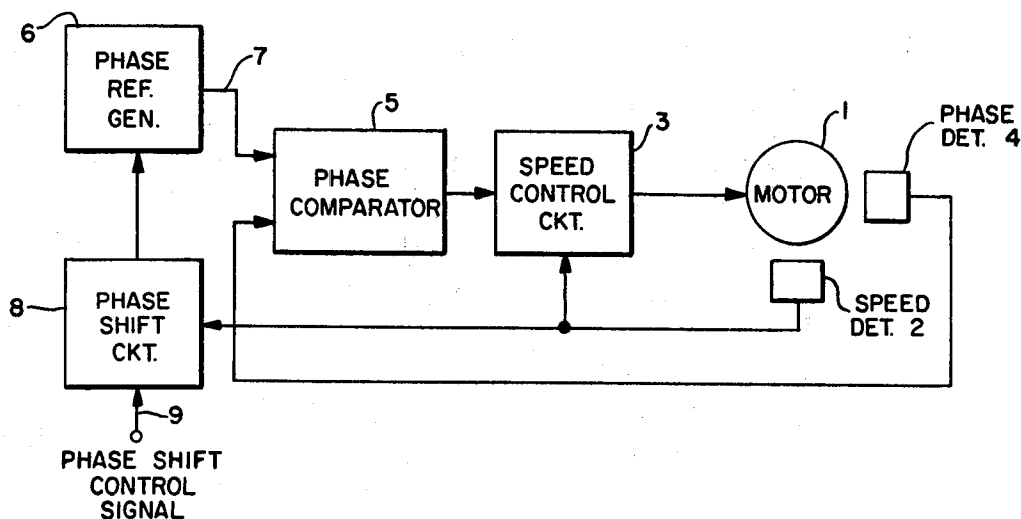 6
PHASE
REF.
GEN.
7
5
PHASE
COMPARATOR
3
SPEED
CONTROL
CKT.
1
MOTOR
PHASE
DET. 4
SPEED
DET. 2
8
PHASE
SHIFT
CKT.
9
PHASE SHIFT
CONTROL
SIGNAL